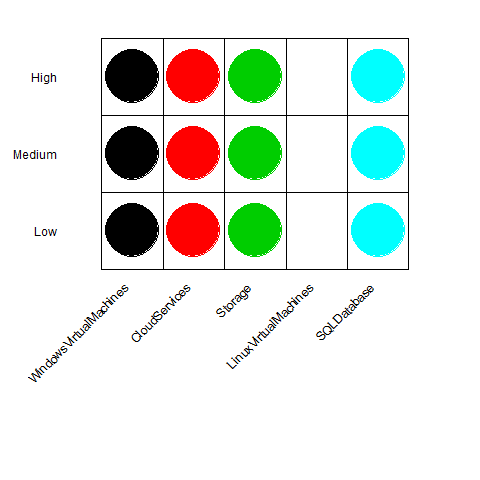 High
Medium
Low
WindowsVirtualMachines
CloudServices
Storage
LinuxVirtualMachines
SQLDatabase